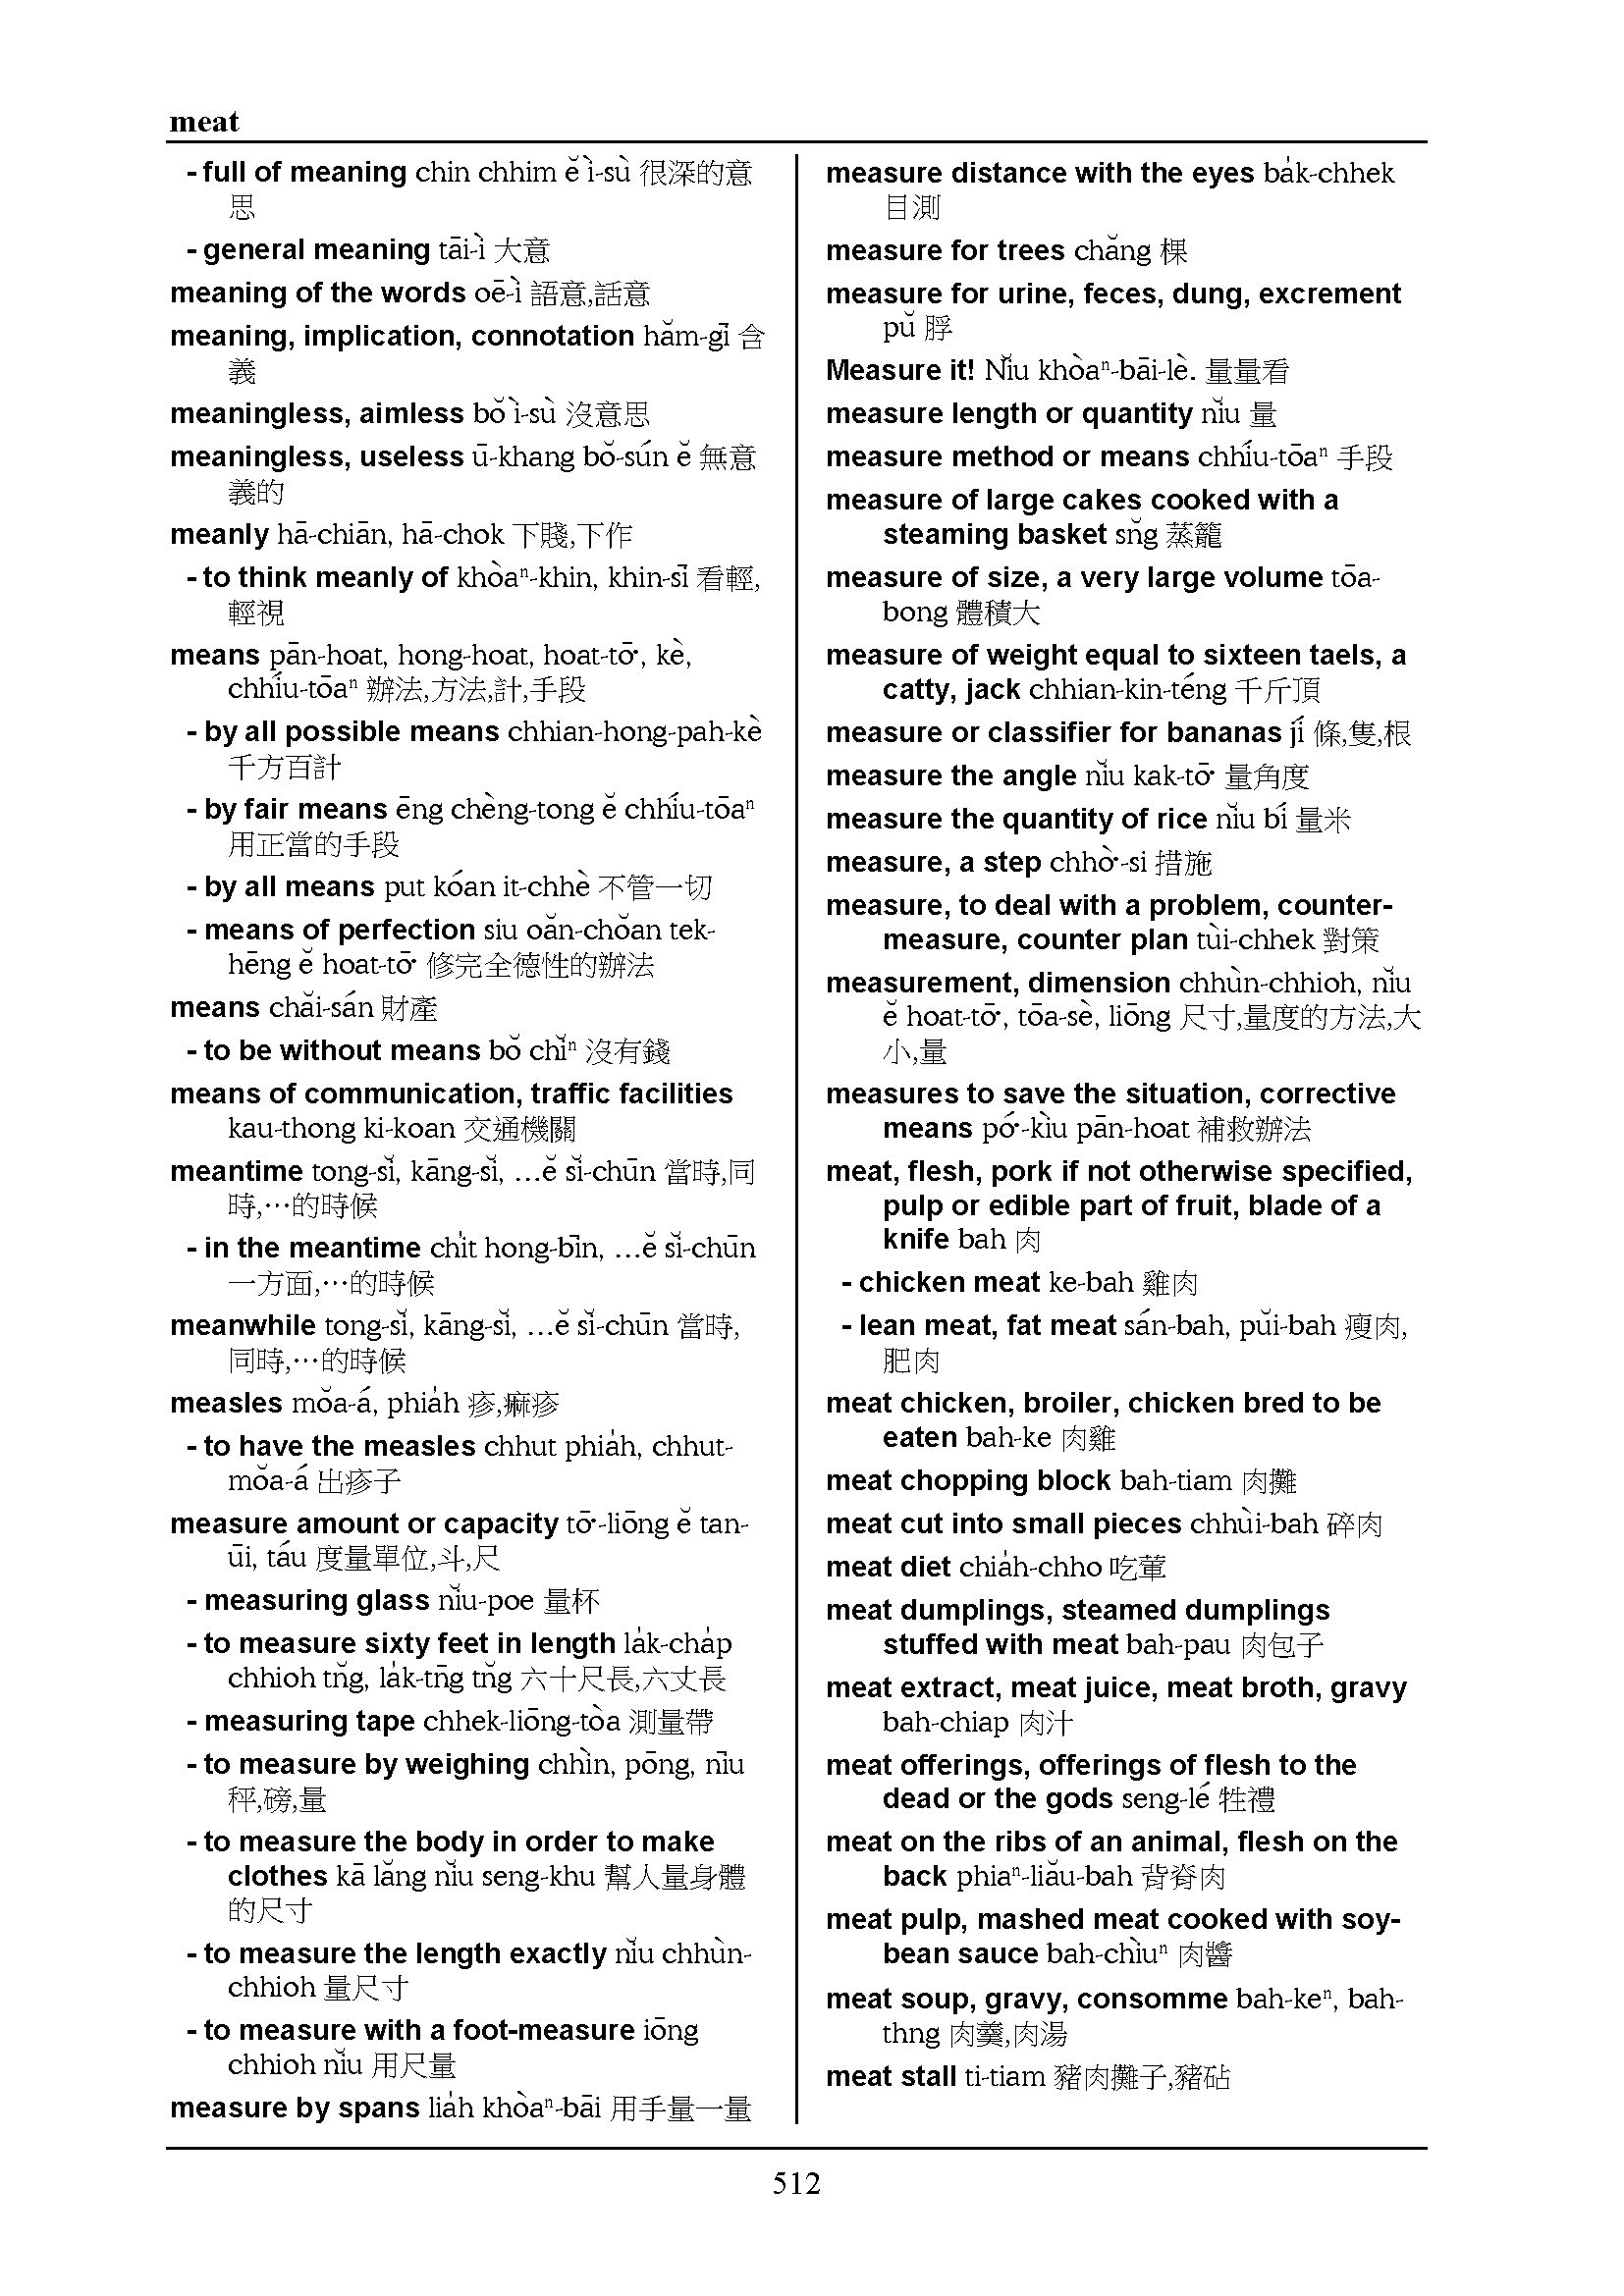 meat
- full of meaning chin chhim ĕ ì-sù 很深的意
思
- general meaning tāi-ì 大意
meaning of the words oē-ì 語意,話意
meaning, implication, connotation hăm-gī 含
義
meaningless, aimless bŏ ì-sù 沒意思
meaningless, useless ū-khang bŏ-sún ĕ 無意
義的
meanly hā-chiān, hā-chok 下賤,下作
- to think meanly of khòaⁿ-khin, khin-sī 看輕,
輕視
means pān-hoat, hong-hoat, hoat-tō·, kè,
chhíu-tōaⁿ 辦法,方法,計,手段
- by all possible means chhian-hong-pah-kè
千方百計
- by fair means ēng chèng-tong ĕ chhíu-tōaⁿ
用正當的手段
- by all means put kóan it-chhè 不管一切
- means of perfection siu oăn-chŏan tek-
hēng ĕ hoat-tō· 修完全德性的辦法
means chăi-sán 財產
- to be without means bŏ chĭⁿ 沒有錢
means of communication, traffic facilities
kau-thong ki-koan 交通機關
meantime tong-sĭ, kāng-sĭ, …ĕ sĭ-chūn 當時,同
時,⋯的時候
- in the meantime chi̍t hong-bīn, …ĕ sĭ-chūn
一方面,⋯的時候
meanwhile tong-sĭ, kāng-sĭ, …ĕ sĭ-chūn 當時,
同時,⋯的時候
measles mŏa-á, phia̍h 疹,痲疹
- to have the measles chhut phia̍h, chhut-
mŏa-á 出疹子
measure amount or capacity tō·-liōng ĕ tan-
ūi, táu 度量單位,斗,尺
- measuring glass nĭu-poe 量杯
- to measure sixty feet in length la̍k-cha̍p
chhioh tn̆g, la̍k-tn̄g tn̆g 六十尺長,六丈長
- measuring tape chhek-liōng-tòa 測量帶
- to measure by weighing chhìn, pōng, nīu
秤,磅,量
- to measure the body in order to make
clothes kā lăng nĭu seng-khu 幫人量身體
的尺寸
- to measure the length exactly nĭu chhùn-
chhioh 量尺寸
- to measure with a foot-measure iōng
chhioh nĭu 用尺量
measure by spans lia̍h khòaⁿ-bāi 用手量一量
measure distance with the eyes ba̍k-chhek
目測
measure for trees chăng 棵
measure for urine, feces, dung, excrement
pŭ 脬
Measure it! Nĭu khòaⁿ-bāi-lè. 量量看
measure length or quantity nĭu 量
measure method or means chhíu-tōaⁿ 手段
measure of large cakes cooked with a
steaming basket sn̆g 蒸籠
measure of size, a very large volume tōa-
bong 體積大
measure of weight equal to sixteen taels, a
catty, jack chhian-kin-téng 千斤頂
measure or classifier for bananas jí 條,隻,根
measure the angle nĭu kak-tō· 量角度
measure the quantity of rice nĭu bí 量米
measure, a step chhò·-si 措施
measure, to deal with a problem, counter-
measure, counter plan tùi-chhek 對策
measurement, dimension chhùn-chhioh, nĭu
ĕ hoat-tō·, tōa-sè, liōng 尺寸,量度的方法,大
小,量
measures to save the situation, corrective
means pó·-kìu pān-hoat 補救辦法
meat, flesh, pork if not otherwise specified,
pulp or edible part of fruit, blade of a
knife bah 肉
- chicken meat ke-bah 雞肉
- lean meat, fat meat sán-bah, pŭi-bah 瘦肉,
肥肉
meat chicken, broiler, chicken bred to be
eaten bah-ke 肉雞
meat chopping block bah-tiam 肉攤
meat cut into small pieces chhùi-bah 碎肉
meat diet chia̍h-chho 吃葷
meat dumplings, steamed dumplings
stuffed with meat bah-pau 肉包子
meat extract, meat juice, meat broth, gravy
bah-chiap 肉汁
meat offerings, offerings of flesh to the
dead or the gods seng-lé 牲禮
meat on the ribs of an animal, flesh on the
back phiaⁿ-liău-bah 背脊肉
meat pulp, mashed meat cooked with soy-
bean sauce bah-chìuⁿ 肉醬
meat soup, gravy, consomme bah-keⁿ, bah-
thng 肉羹,肉湯
meat stall ti-tiam 豬肉攤子,豬砧
512